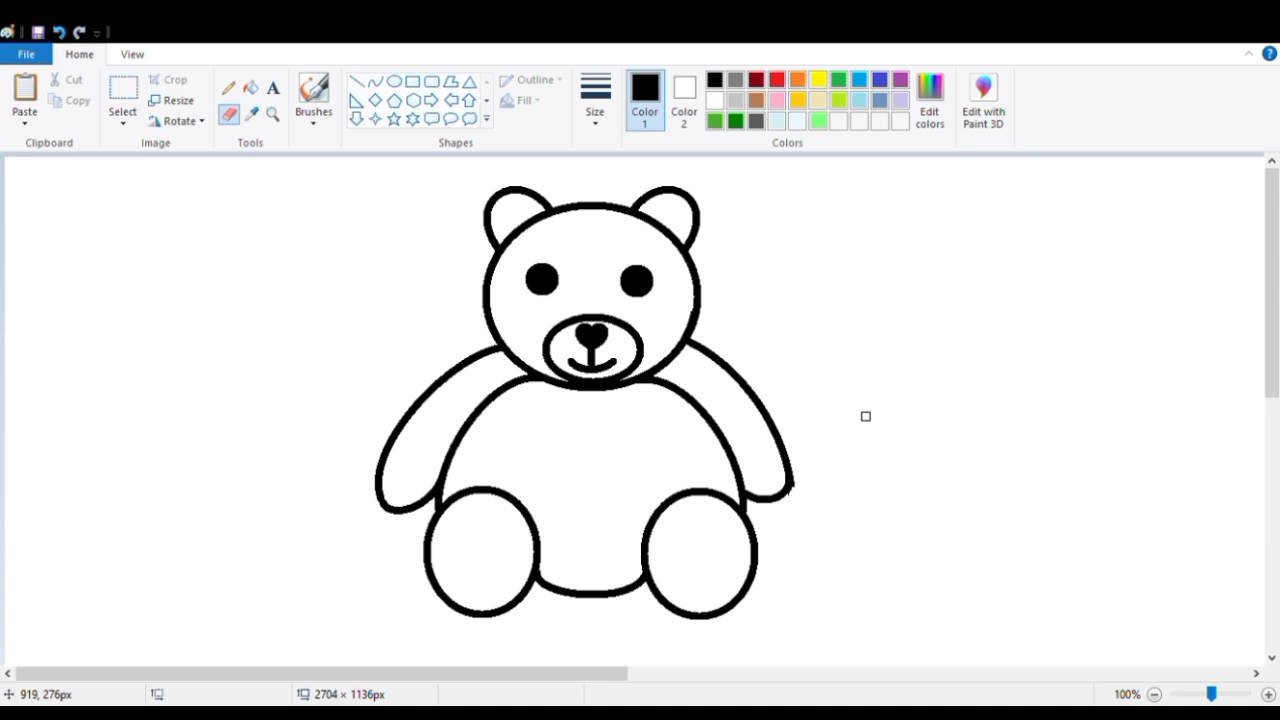 File Home View
Paste
Cut
Copy
Clipboard
Select
Crop
Resize
Rotate
Image
A
Tools
Brushes
Shapes
Outline
Fill
Size
Color
1
Color
2
Edit
colors
Colors
Edit with
Paint 3D
?
919, 276px
2704 × 1136px
100%